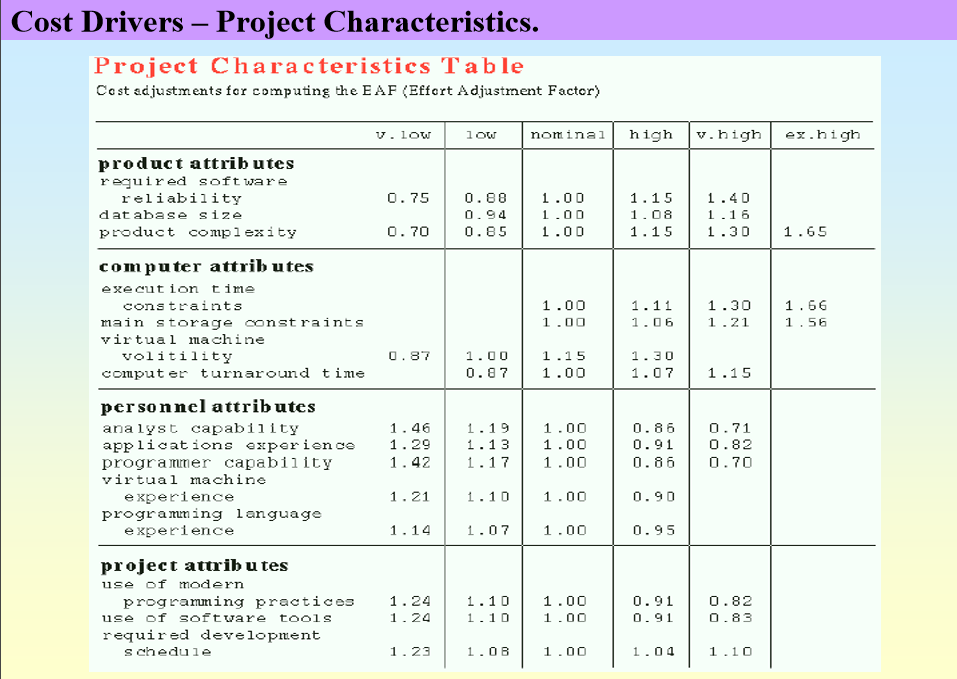 Cost Drivers – Project Characteristics.
Project Characteristics Table
Cost adjustments for computing the EAF (Effort Adjustment Factor)
v.low low nominal high v.high ex.high
product attributes
required software
reliability 0.75 0.88 1.00 1.15 1.40
database size 0.94 1.00 1.08 1.16
product complexity 0.70 0.85 1.00 1.15 1.30 1.65
computer attributes
execution time
constraints 1.00 1.11 1.30 1.66
main storage constraints 1.00 1.06 1.21 1.56
virtual machine
volitility 0.87 1.00 1.15 1.30
computer turnaround time 0.87 1.00 1.07 1.15
personnel attributes
analyst capability 1.46 1.19 1.00 0.86 0.71
applications experience 1.29 1.13 1.00 0.91 0.82
programmer capability 1.42 1.17 1.00 0.86 0.70
virtual machine
experience 1.21 1.10 1.00 0.90
programming language
experience 1.14 1.07 1.00 0.95
project attributes
use of modern
programming practices 1.24 1.10 1.00 0.91 0.82
use of software tools 1.24 1.10 1.00 0.91 0.83
required development
schedule 1.23 1.08 1.00 1.04 1.10